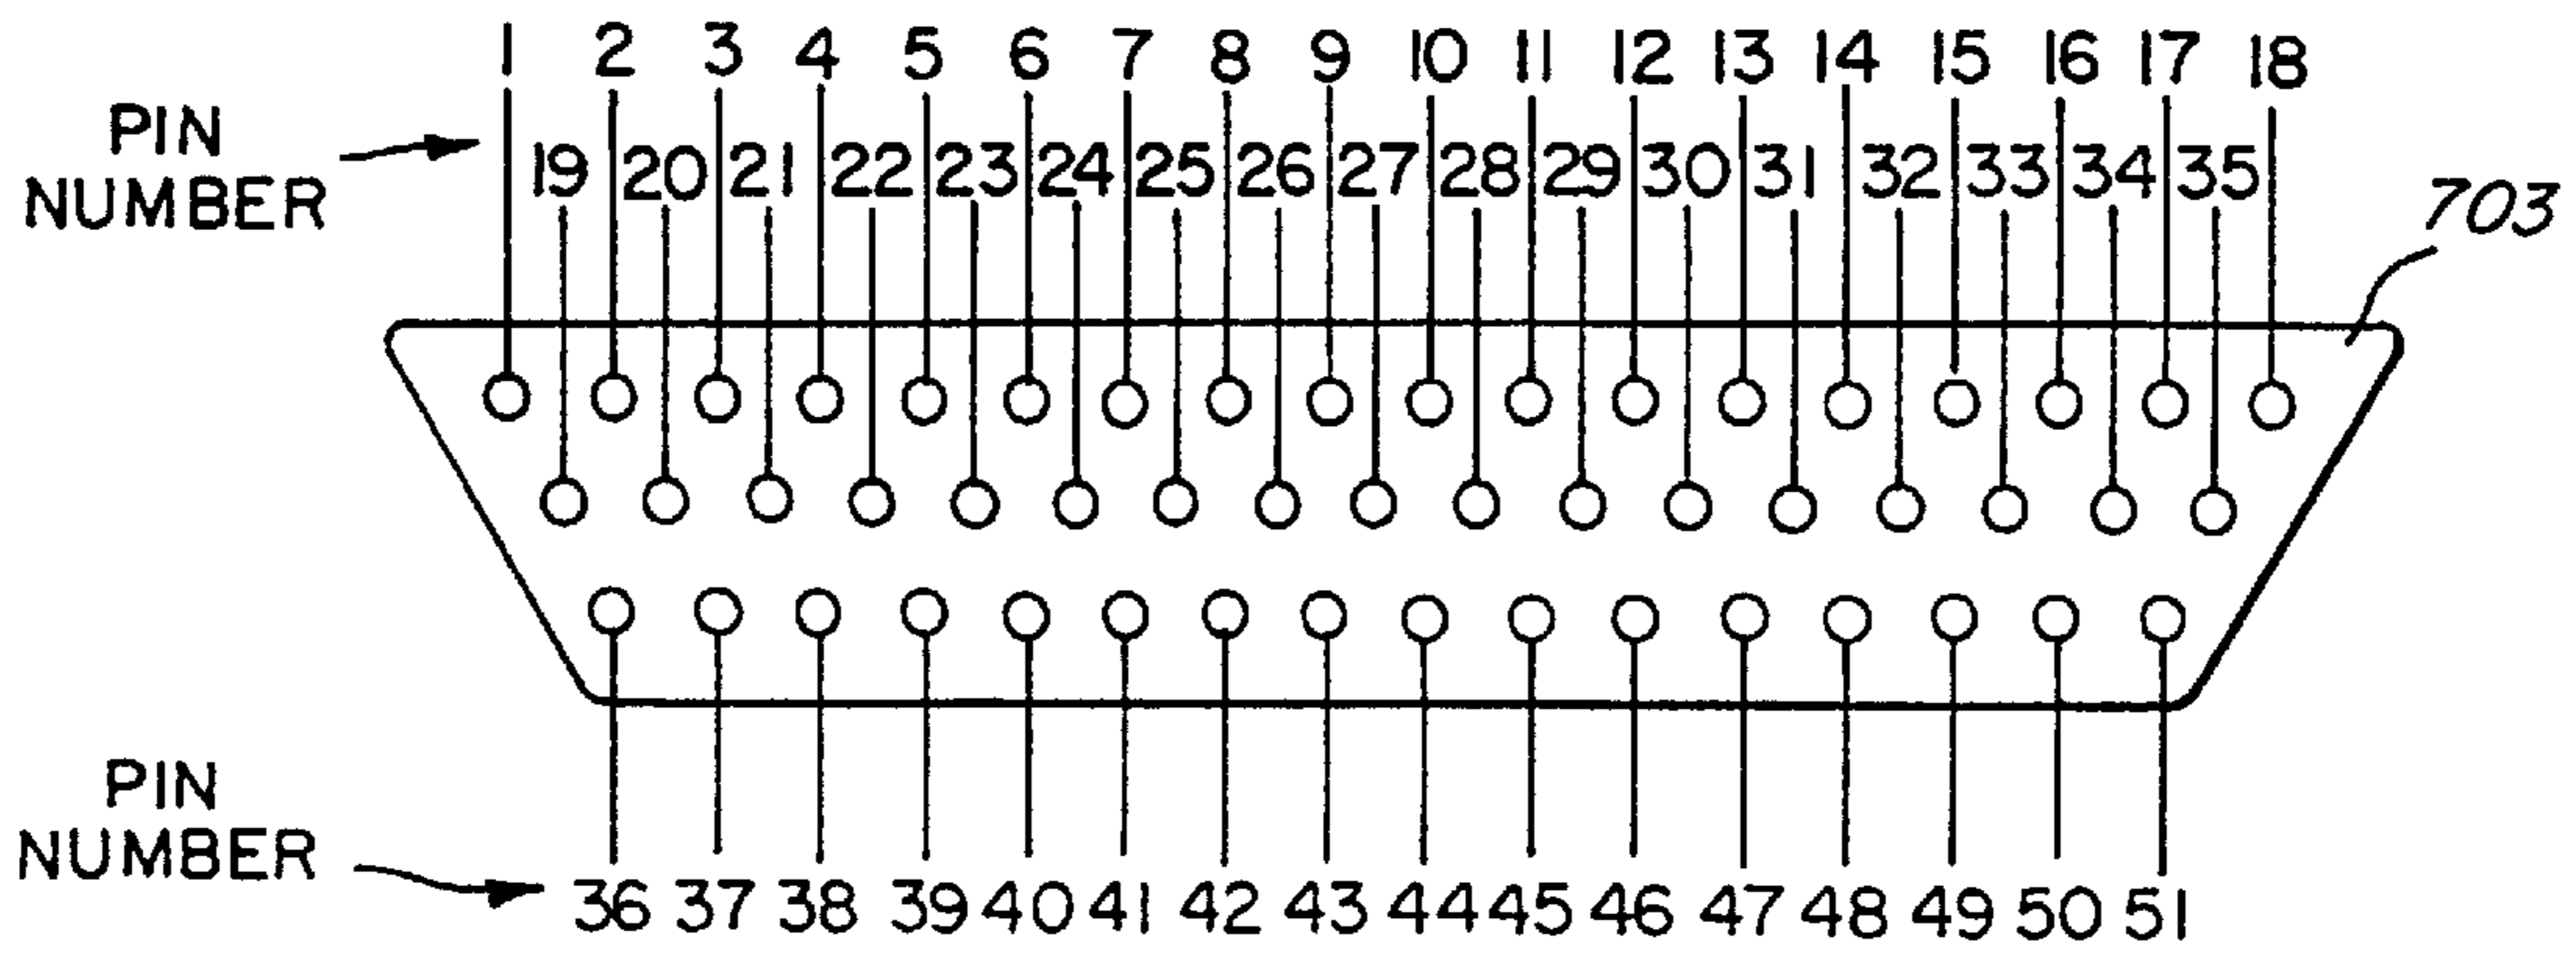 1 2 3 4 5 6 7 8 9 10 11 12 13 14 15 16 17 18
PIN
NUMBER
19 20 21 22 23 24 25 26 27 28 29 30 31 32 33 34 35
703
PIN
NUMBER
36 37 38 39 40 41 42 43 44 45 46 47 48 49 50 51